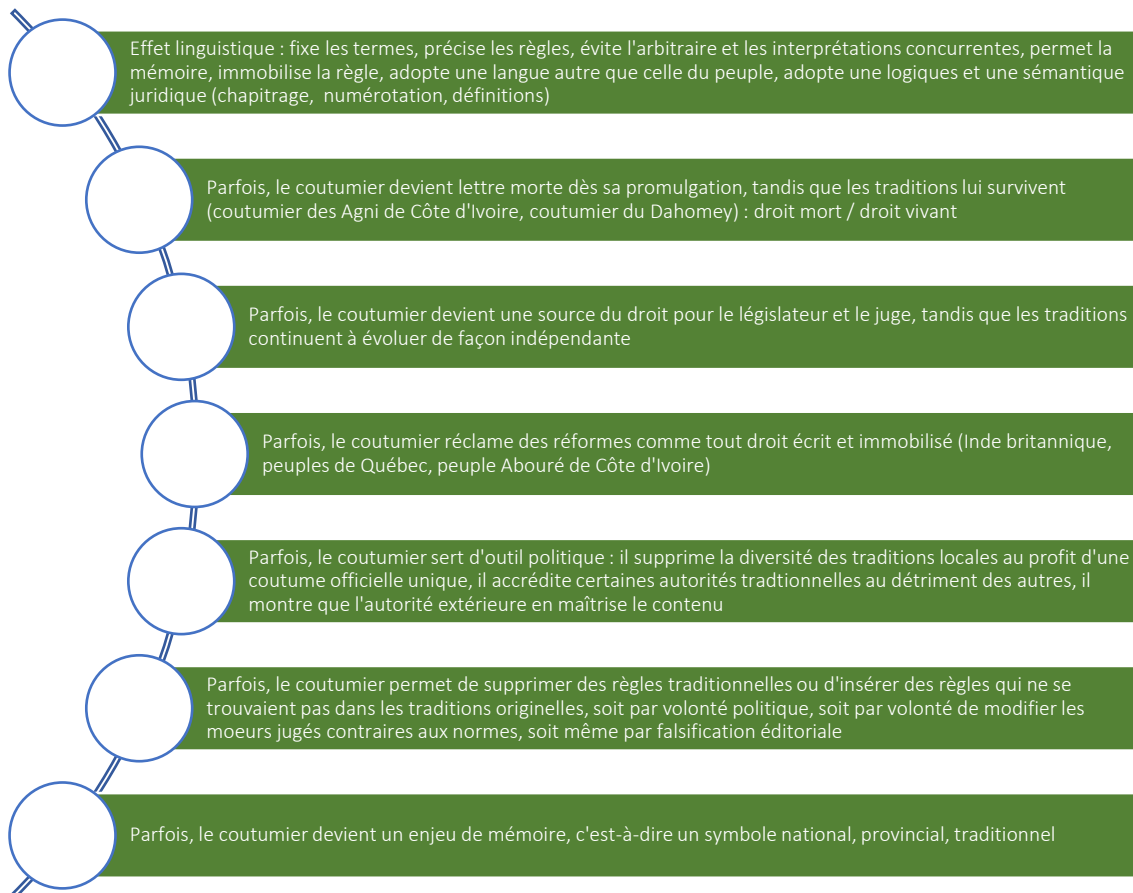 Effet linguistique : fixe les termes, précise les règles, évite l'arbitraire et les interprétations concurrentes, permet la
mémoire, immobilise la règle, adopte une langue autre que celle du peuple, adopte une logiques et une sémantique
juridique (chapitrage, numérotation, définitions)
Parfois, le coutumier devient lettre morte dès sa promulgation, tandis que les traditions lui survivent
(coutumier des Agni de Côte d'Ivoire, coutumier du Dahomey) : droit mort / droit vivant
Parfois, le coutumier devient une source du droit pour le législateur et le juge, tandis que les traditions
continuent à évoluer de façon indépendante
Parfois, le coutumier réclame des réformes comme tout droit écrit et immobilisé (Inde britannique,
peuples de Québec, peuple Abouré de Côte d'Ivoire)
Parfois, le coutumier sert d'outil politique : il supprime la diversité des traditions locales au profit d'une
coutume officielle unique, il accrédite certaines autorités tradtionnelles au détriment des autres, il
montre que l'autorité extérieure en maîtrise le contenu
Parfois, le coutumier permet de supprimer des règles traditionnelles ou d'insérer des règles qui ne se
trouvaient pas dans les traditions originelles, soit par volonté politique, soit par volonté de modifier les
moeurs jugés contraires aux normes, soit même par falsification éditoriale
Parfois, le coutumier devient un enjeu de mémoire, c'est-à-dire un symbole national, provincial, traditionnel